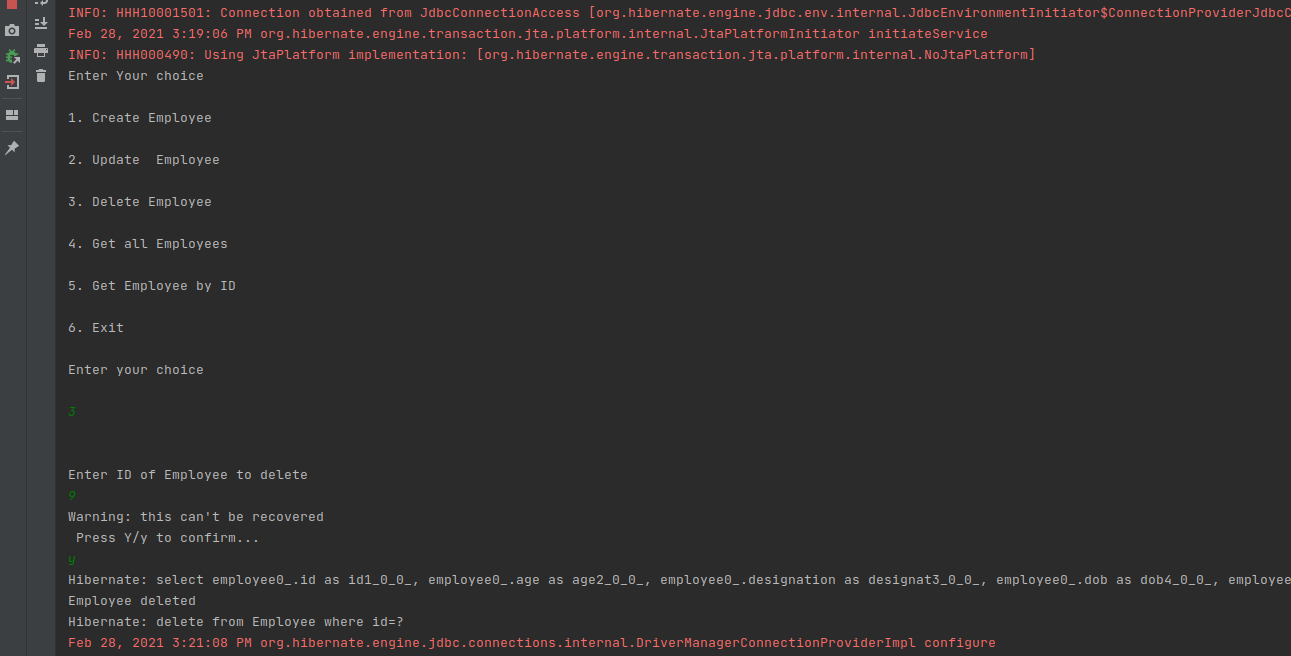 INFO: HHH10001501: Connection obtained from JdbcConnectionAccess [org.hibernate.engine.jdbc.env.internal.JdbcEnvironmentInitiator$ConnectionProviderJdbcC
Feb 28, 2021 3:19:06 PM org.hibernate.engine.transaction.jta.platform.internal.JtaPlatformInitiator initiateService
INFO: HHH000490: Using JtaPlatform implementation: [org.hibernate.engine.transaction.jta.platform.internal.NoJtaPlatform]
Enter Your choice
1. Create Employee
2. Update  Employee
3. Delete Employee
4. Get all Employees
5. Get Employee by ID
6. Exit
Enter your choice
3
Enter ID of Employee to delete
9
Warning: this can't be recovered
 Press Y/y to confirm...
y
Hibernate: select employee0_.id as id1_0_0_, employee0_.age as age2_0_0_, employee0_.designation as designat3_0_0_, employee0_.dob as dob4_0_0_, employee
Employee deleted
Hibernate: delete from Employee where id=?
Feb 28, 2021 3:21:08 PM org.hibernate.engine.jdbc.connections.internal.DriverManagerConnectionProviderImpl configure